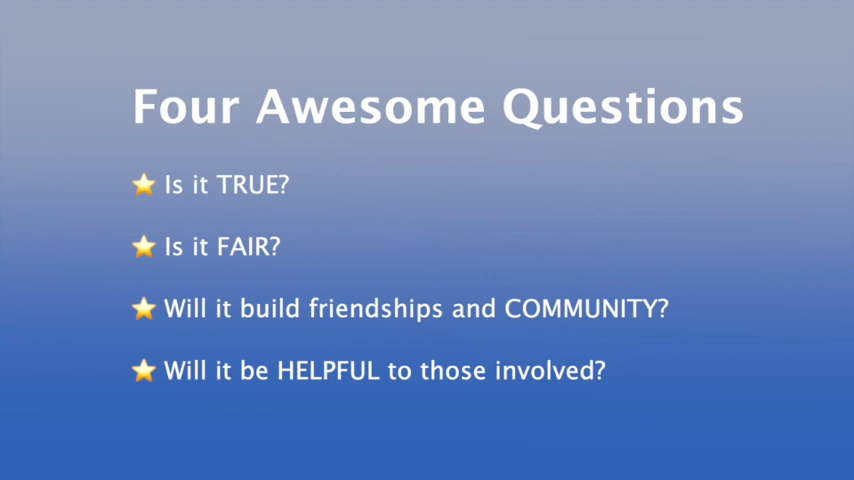 Four Awesome Questions
Is it TRUE?
Is it FAIR?
Will it build friendships and COMMUNITY?
Will it be HELPFUL to those involved?